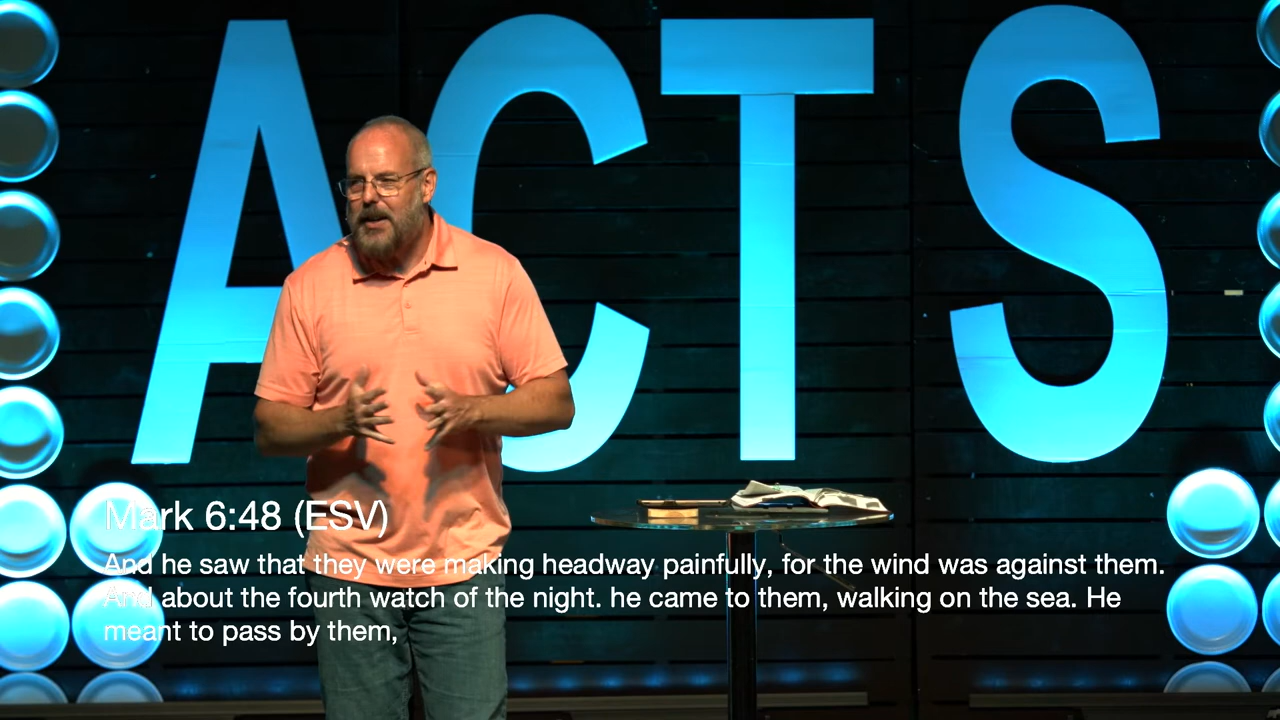 ACTS
Mark 6:48 (ESV)
And he saw that they were making headway painfully, for the wind was against them.
And about the fourth watch of the night. he came to them, walking on the sea. He
meant to pass by them,